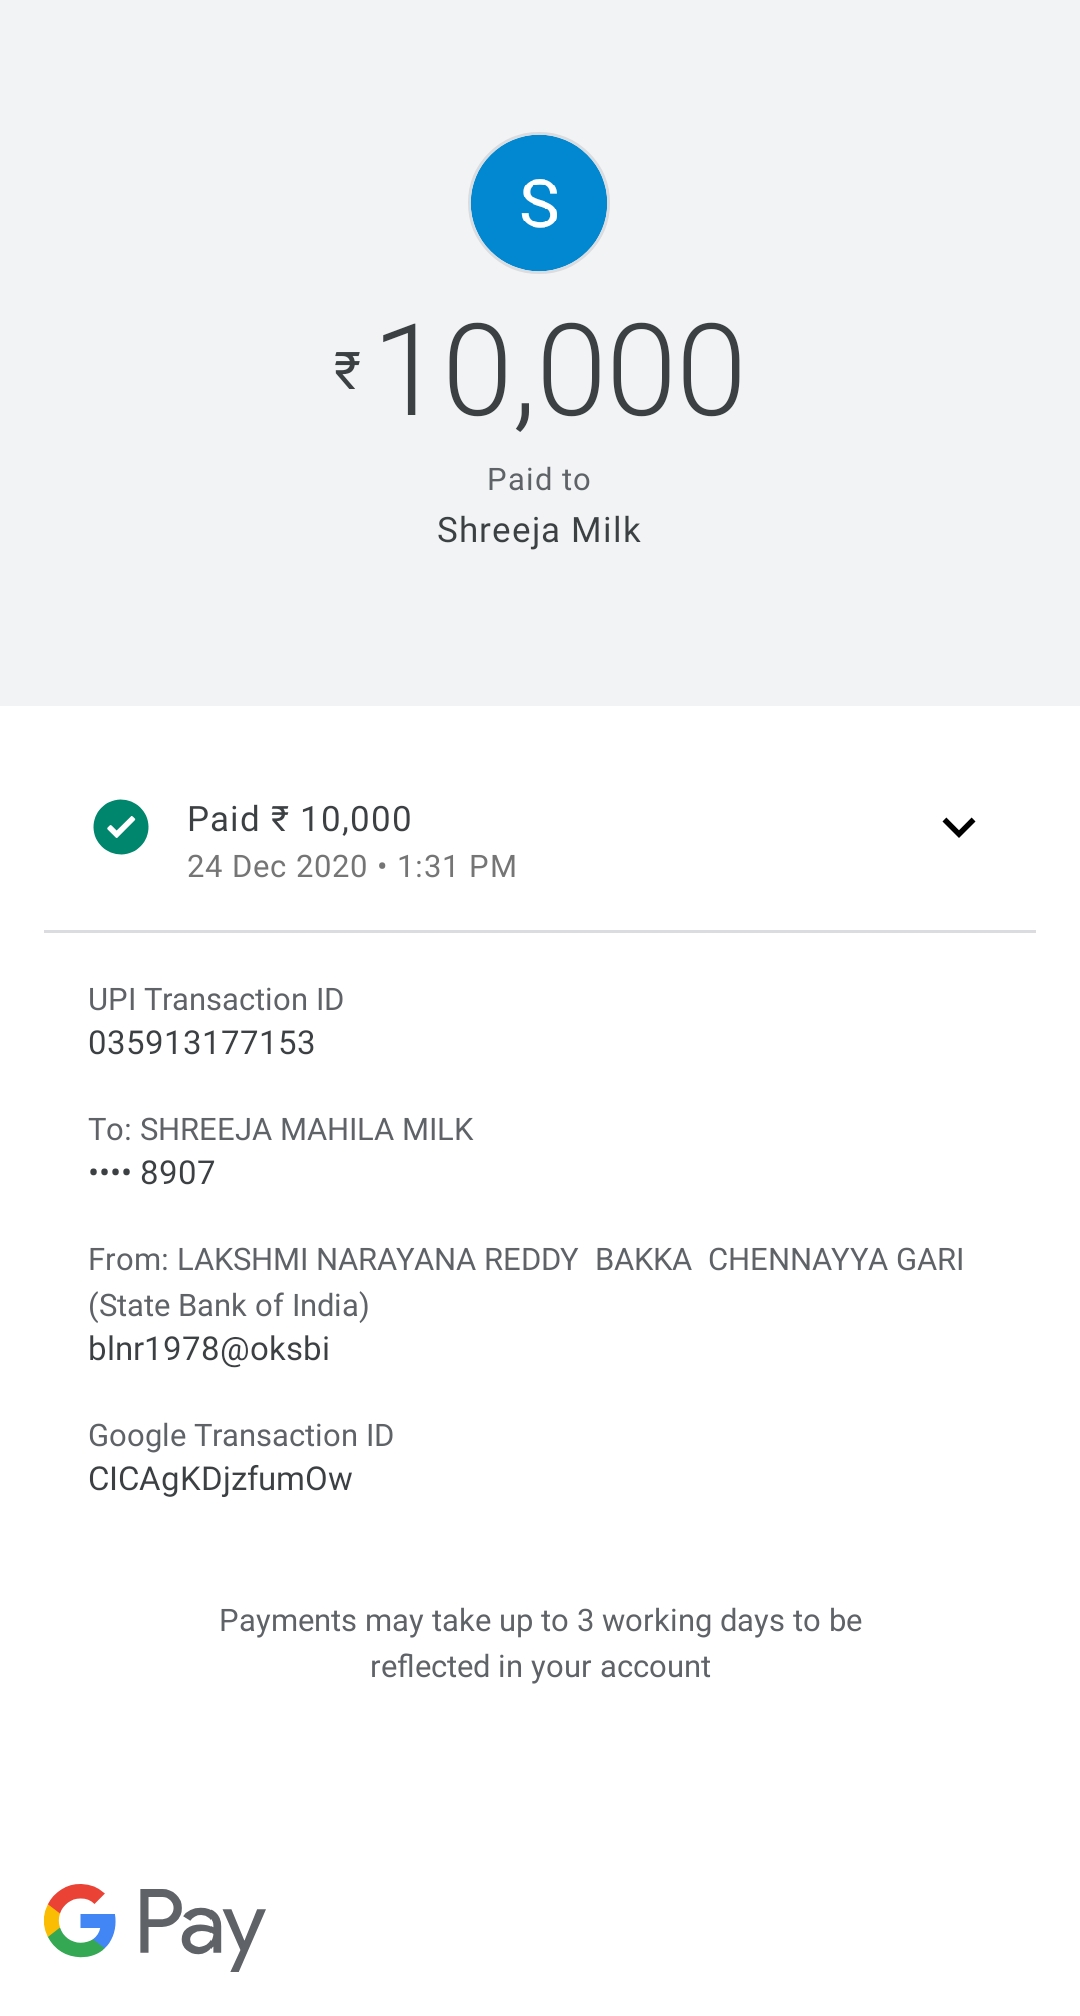 S
₹10,000
Paid to
Shreeja Milk
Paid ₹ 10,000
24 Dec 2020 • 1:31 PM
UPI Transaction ID
035913177153
To: SHREEJA MAHILA MILK
•••• 8907
From: LAKSHMI NARAYANA REDDY  BAKKA  CHENNAYYA GARI
(State Bank of India)
blnr1978@oksbi
Google Transaction ID
CICAgKDjzfumOw
Payments may take up to 3 working days to be
reflected in your account
G Pay